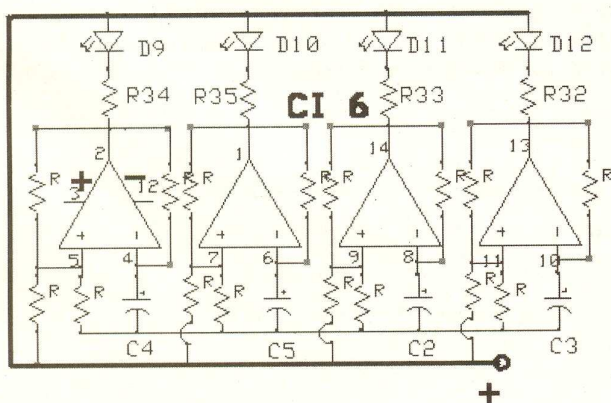 D9 D10 D11 D12
R34 R35 R33 R32
CI 6
2 1 14 13
R R R R R R R R
+ 3 - 12
+ - + - + - + -
5 4 7 6 9 8 11 10
R R R R R R R R
+ + + +
C4 C5 C2 C3
+